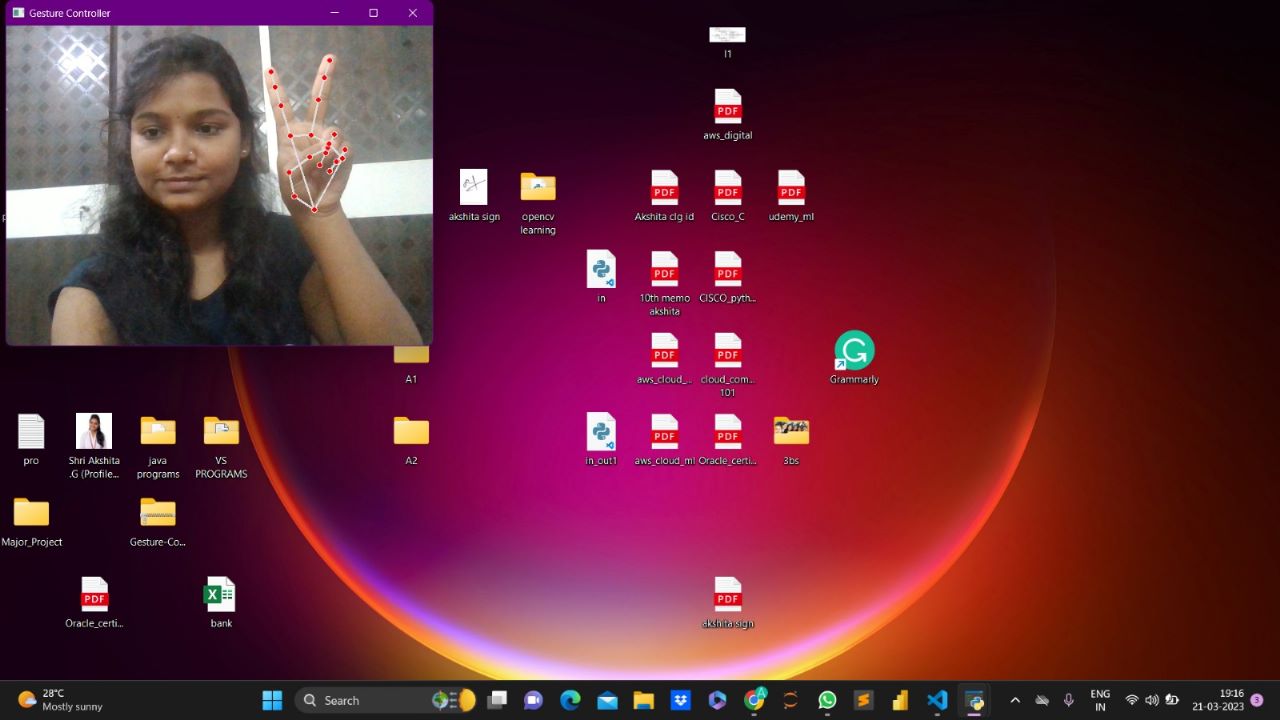 Gesture Controller
I1
PDF
aws_digital
akshita sign
opencv
learning
PDF
Akshita clg id
PDF
Cisco_C
PDF
udemy_ml
in
PDF
10th memo
akshita
PDF
CISCO_pyth...
A1
PDF
aws_cloud_...
PDF
cloud_com...
101
Grammarly
pro
Shri Akshita
.G (Profile...
java
programs
VS
PROGRAMS
A2
in_out1
PDF
aws_cloud_ml
PDF
Oracle_certi...
3bs
Major_Project
Gesture-Co...
PDF
Oracle_certi...
bank
PDF
akshita sign
28°C
Mostly sunny
Search
ENG
IN
19:16
21-03-2023
3